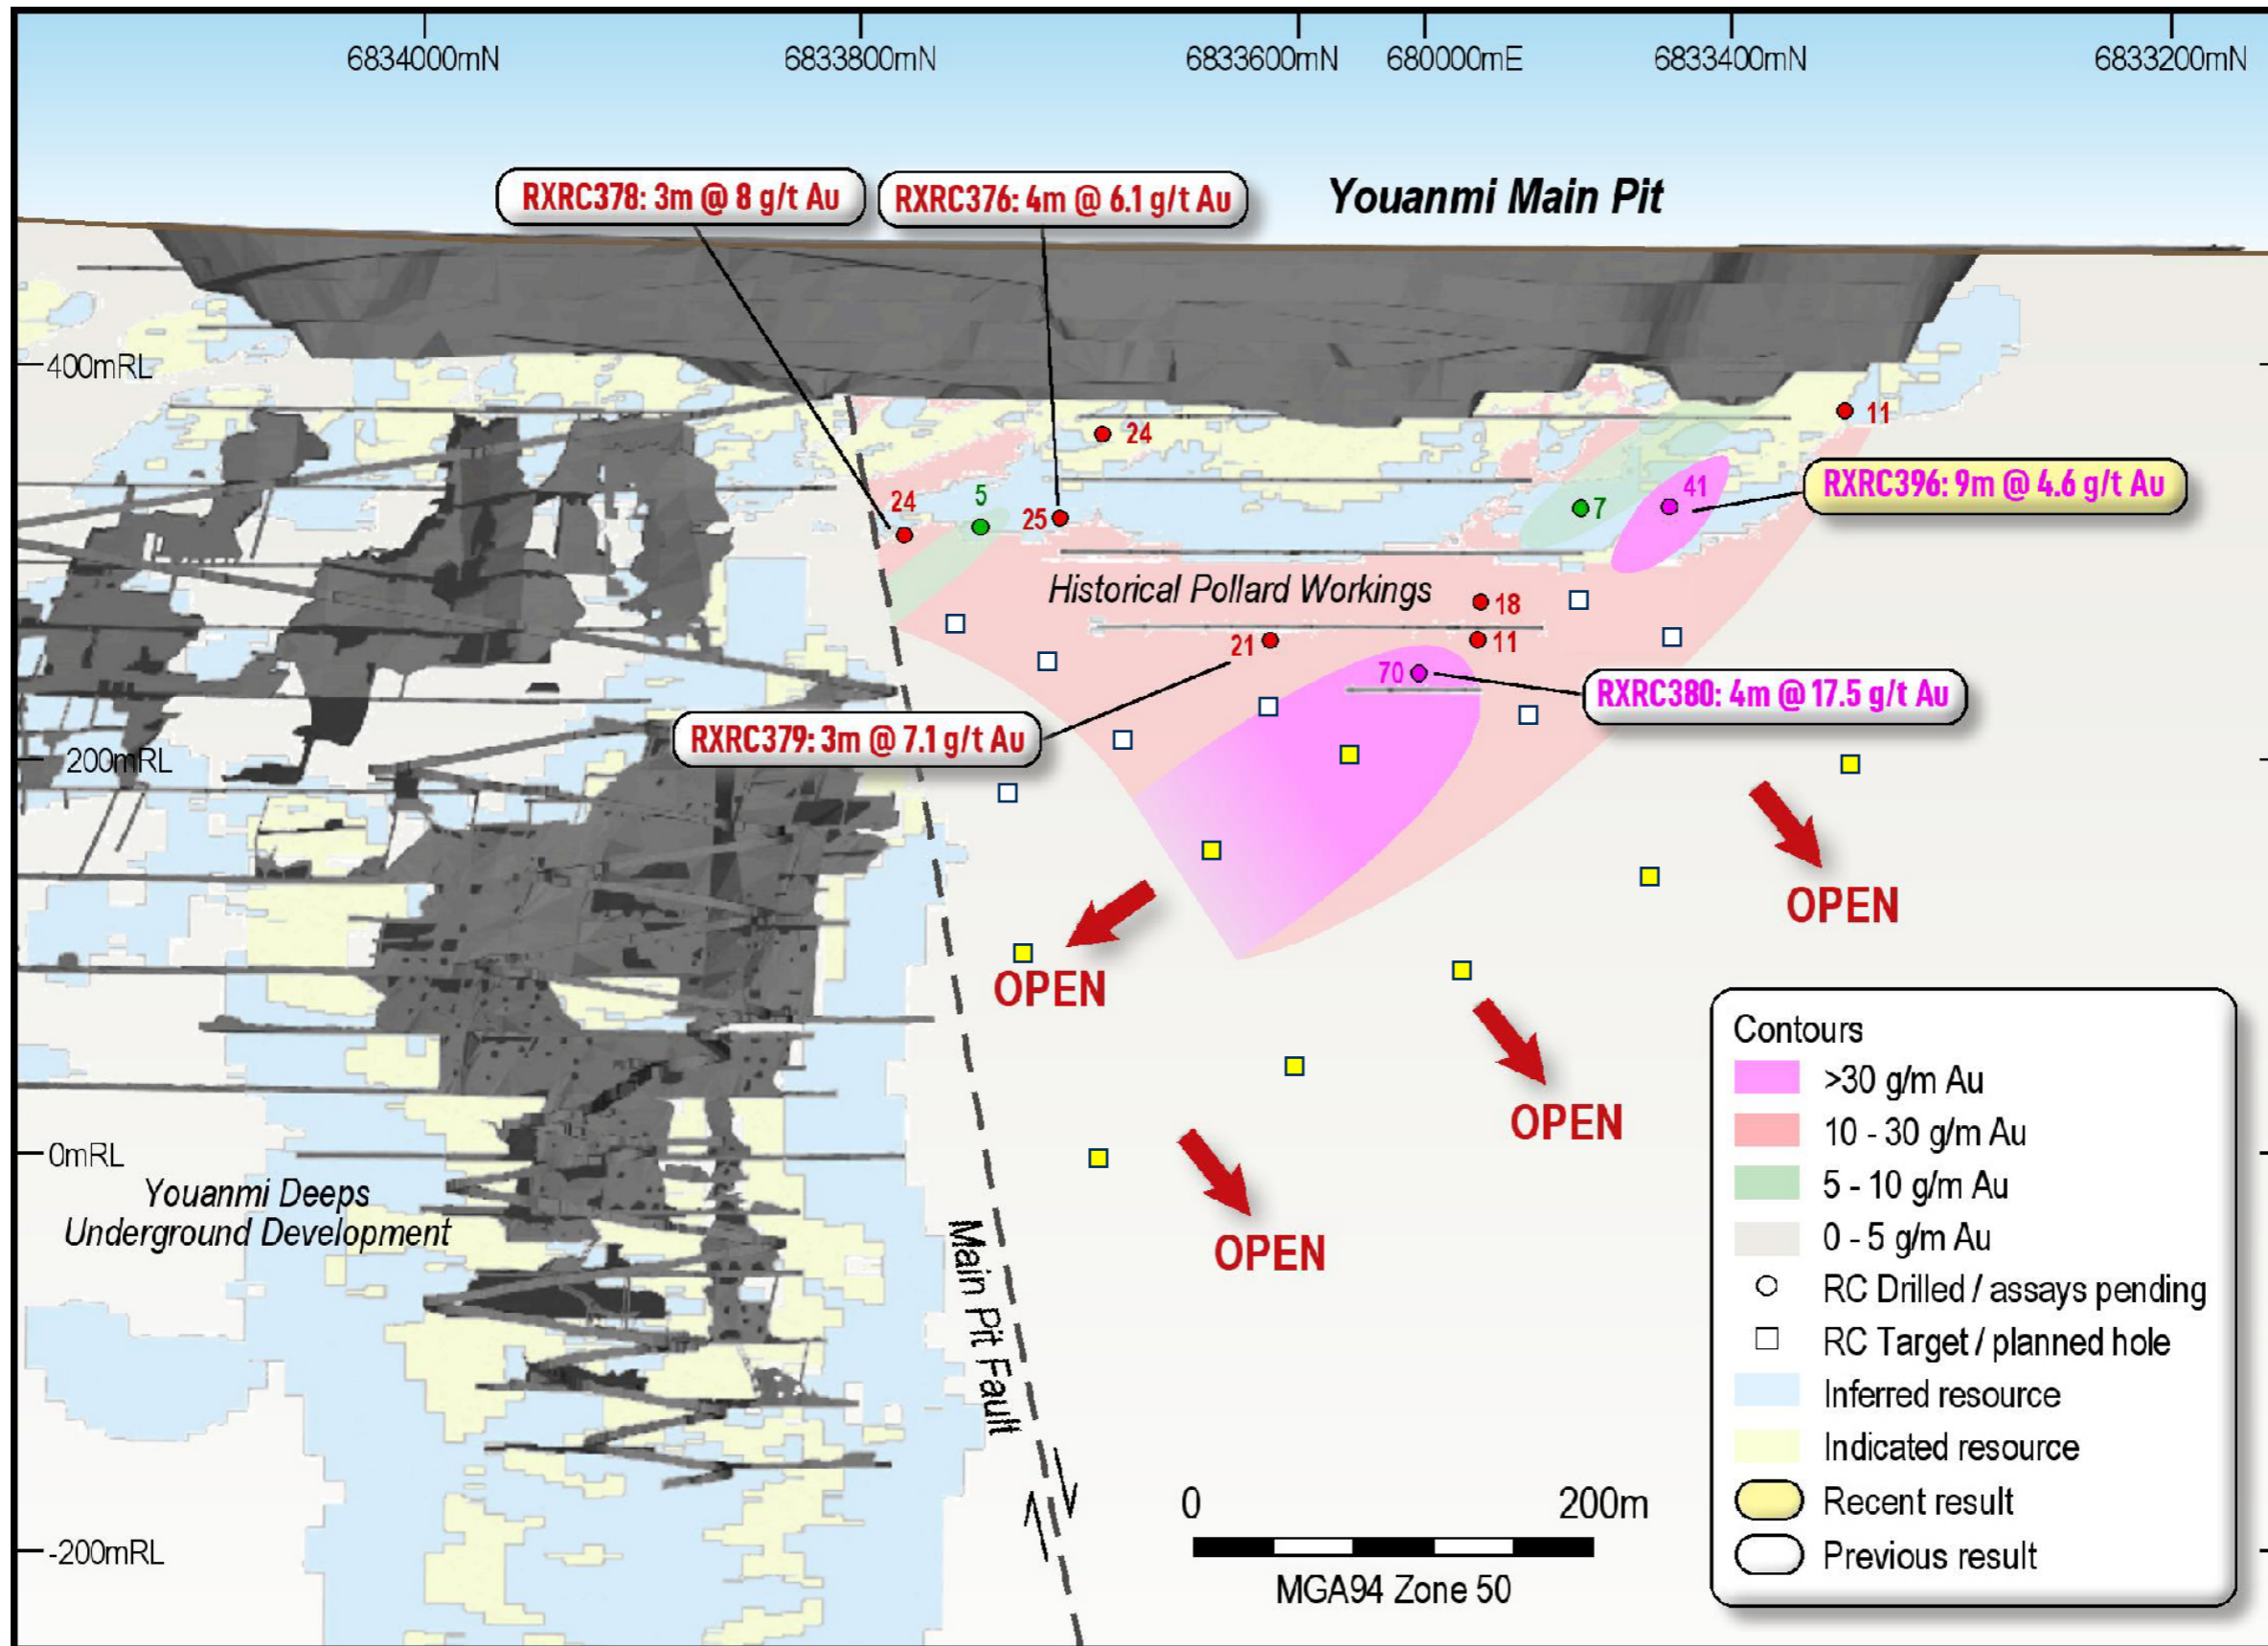 6834000mN
6833800mN
6833600mN
680000mE
6833400mN
6833200mN
RXRC378: 3m @ 8 g/t Au
RXRC376: 4m @ 6.1 g/t Au
Youanmi Main Pit
400mRL
11
24
RXRC396: 9m @ 4.6 g/t Au
41
24
5
25
7
Historical Pollard Workings
18
21
11
70
RXRC380: 4m @ 17.5 g/t Au
RXRC379: 3m @ 7.1 g/t Au
200mRL
OPEN
OPEN
OPEN
OPEN
0mRL
Youanmi Deeps
Underground Development
Main Pit Fault
-200mRL
0
200m
MGA94 Zone 50
Contours
>30 g/m Au
10 - 30 g/m Au
5 - 10 g/m Au
0 - 5 g/m Au
RC Drilled / assays pending
RC Target / planned hole
Inferred resource
Indicated resource
Recent result
Previous result